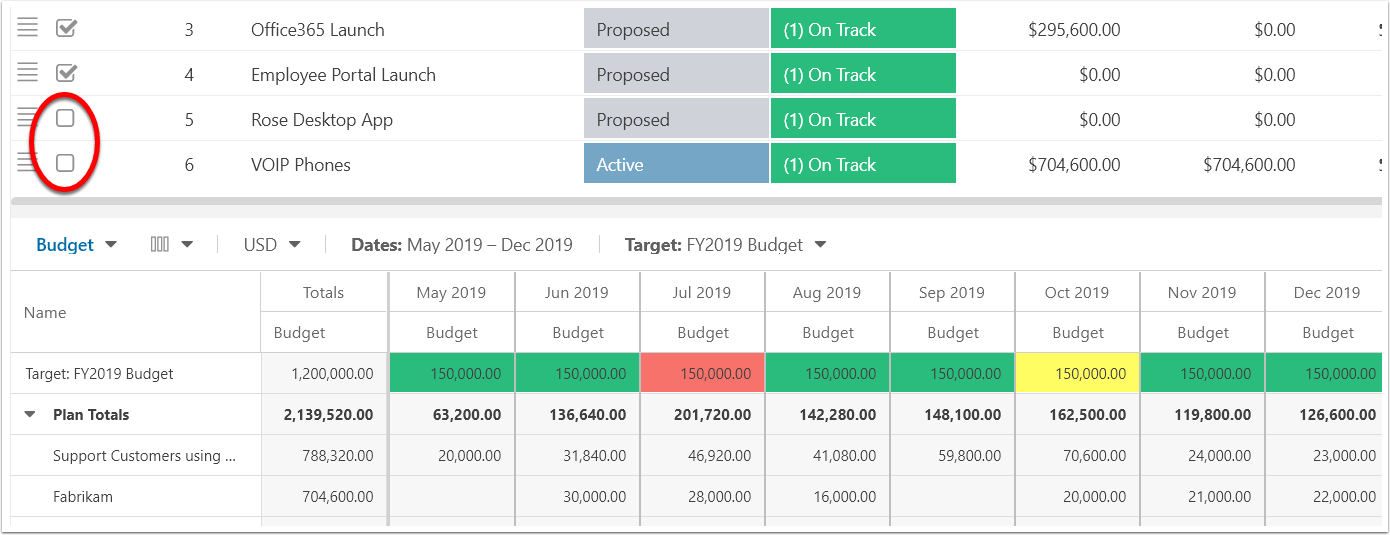 3 Office365 Launch Proposed (1) On Track $295,600.00 $0.00
4 Employee Portal Launch Proposed (1) On Track $0.00 $0.00
5 Rose Desktop App Proposed (1) On Track $0.00 $0.00
6 VOIP Phones Active (1) On Track $704,600.00 $704,600.00
Budget USD Dates: May 2019 – Dec 2019 Target: FY2019 Budget
Name Totals May 2019 Jun 2019 Jul 2019 Aug 2019 Sep 2019 Oct 2019 Nov 2019 Dec 2019
Budget Budget Budget Budget Budget Budget Budget Budget Budget
Target: FY2019 Budget 1,200,000.00 150,000.00 150,000.00 150,000.00 150,000.00 150,000.00 150,000.00 150,000.00 150,000.00
Plan Totals 2,139,520.00 63,200.00 136,640.00 201,720.00 142,280.00 148,100.00 162,500.00 119,800.00 126,600.00
Support Customers using ... 788,320.00 20,000.00 31,840.00 46,920.00 41,080.00 59,800.00 70,600.00 24,000.00 23,000.00
Fabrikam 704,600.00 30,000.00 28,000.00 16,000.00 20,000.00 21,000.00 22,000.00